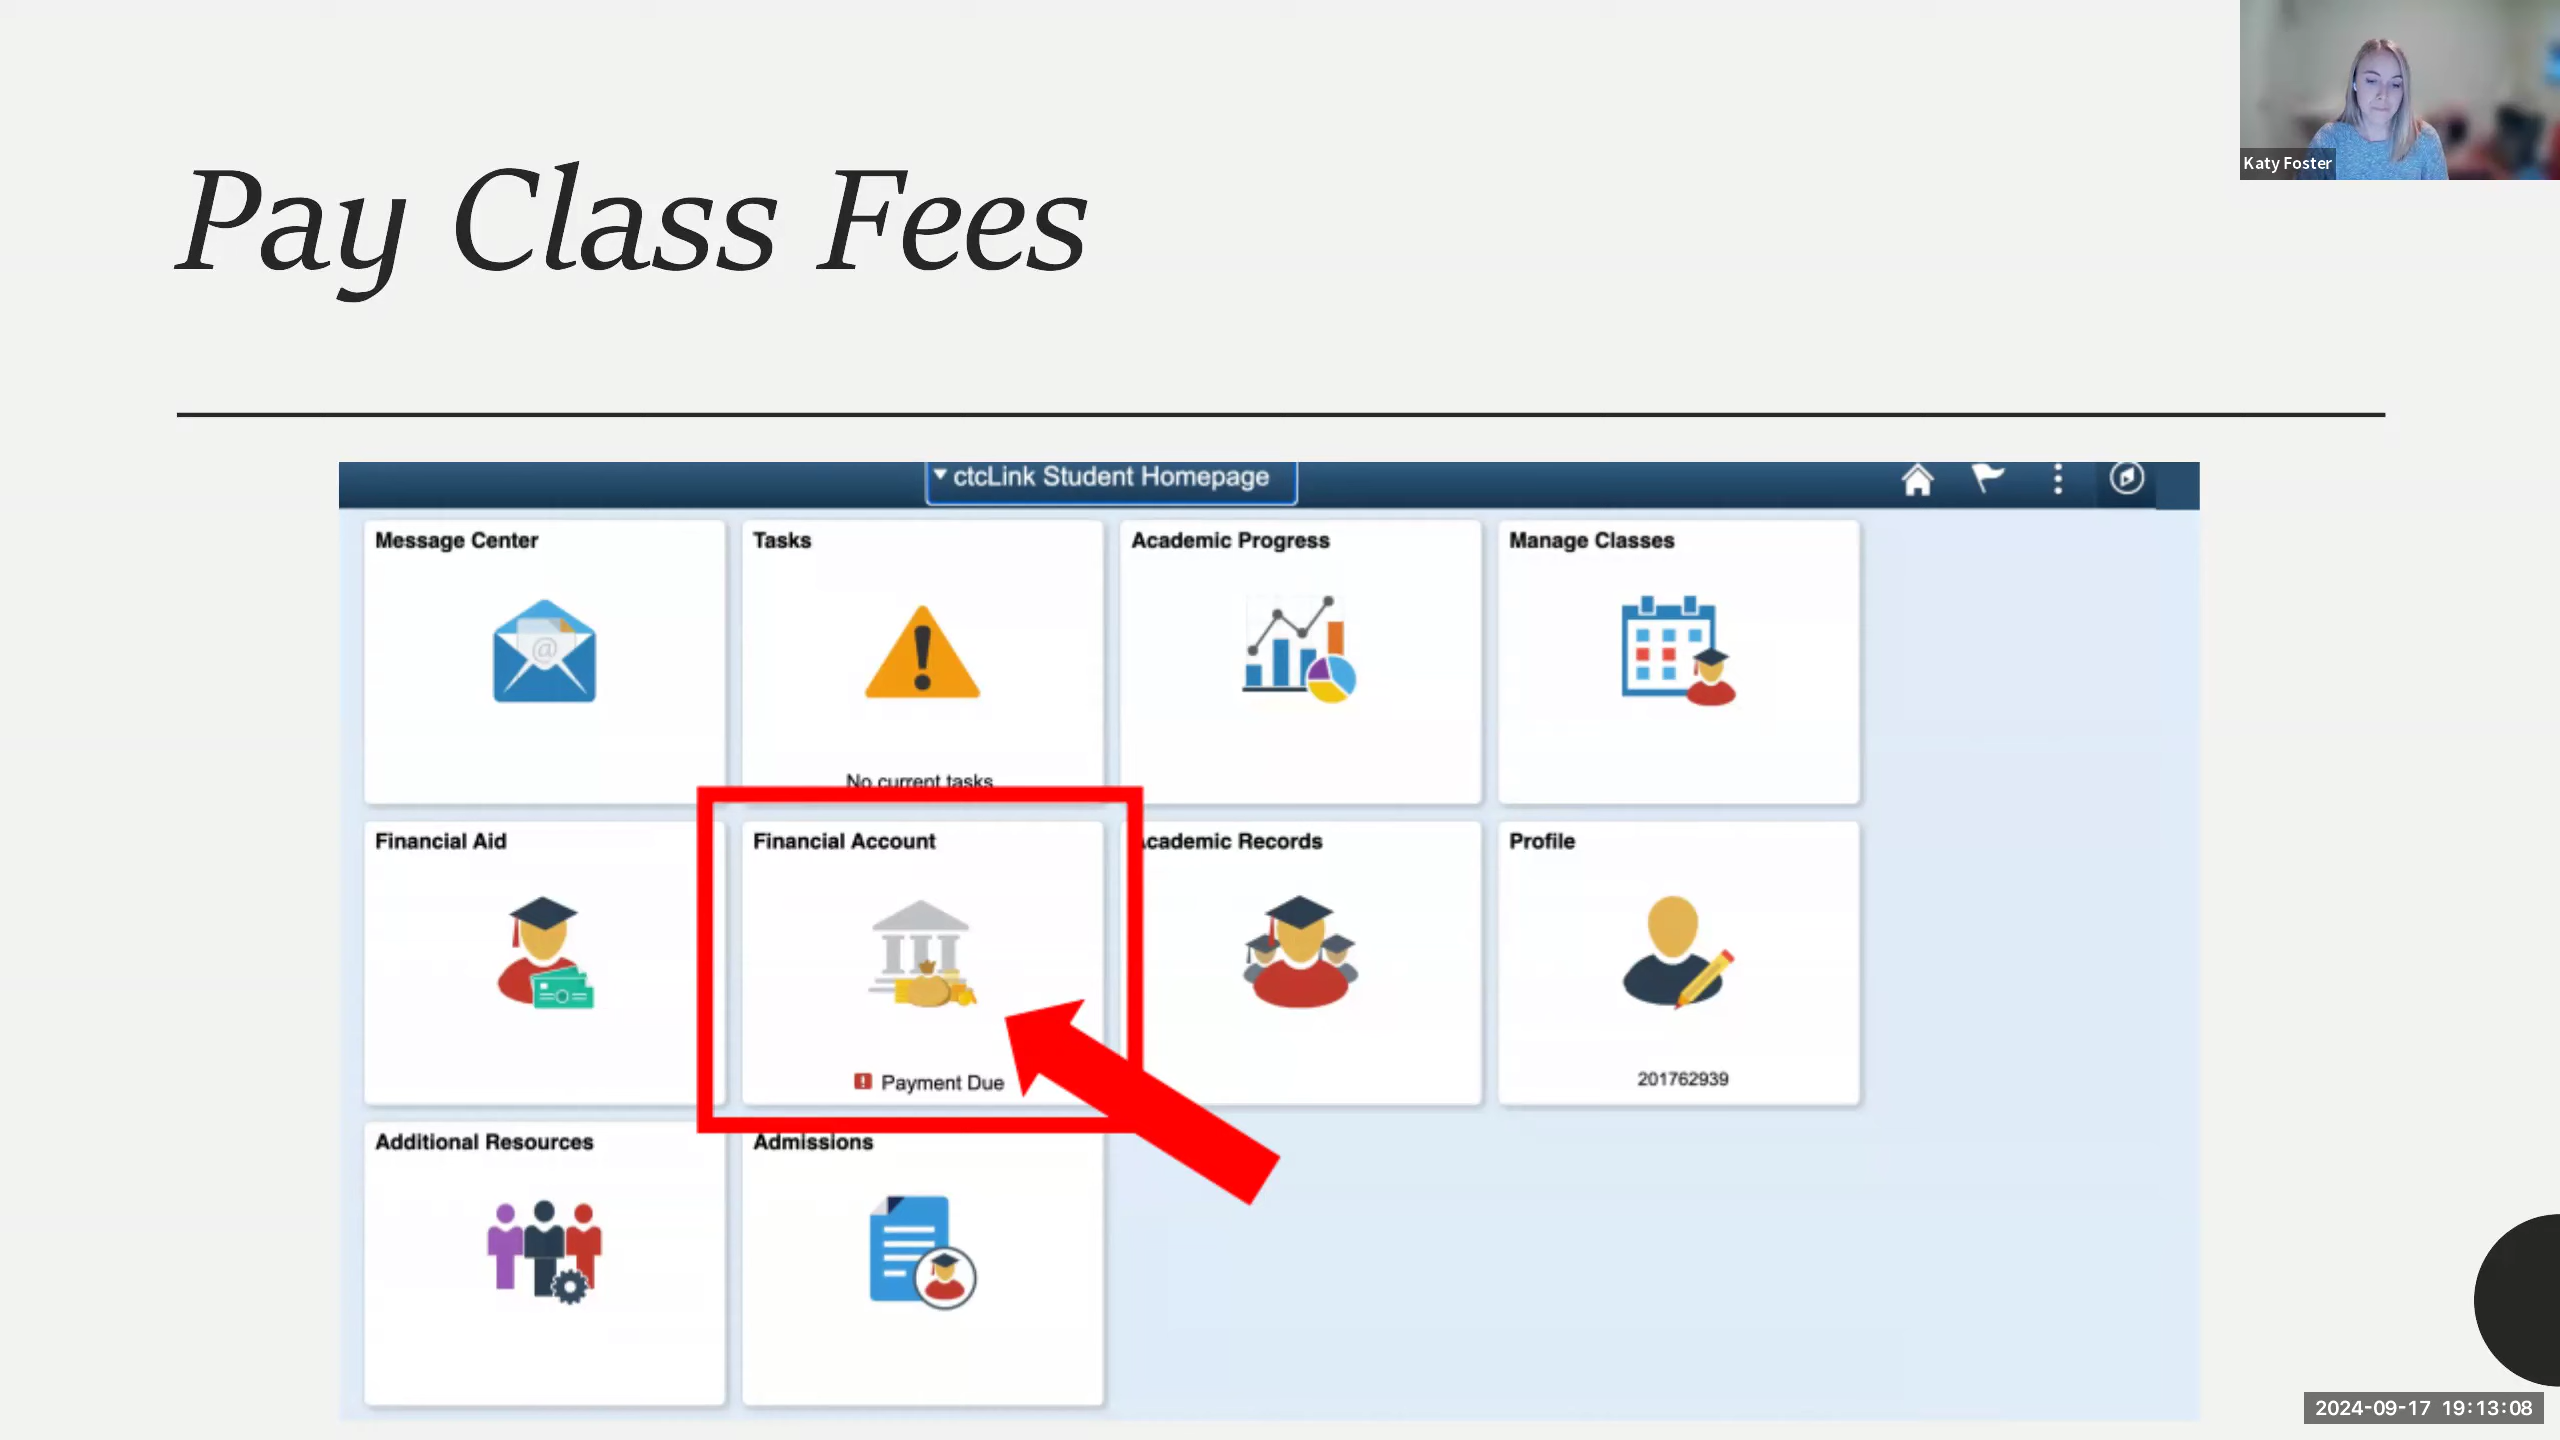 Katy Foster
Pay Class Fees
ctcLink Student Homepage
Message Center
Tasks
Academic Progress
Manage Classes
No current tasks
Financial Aid
Financial Account
Academic Records
Profile
Payment Due
201762939
Additional Resources
Admissions
2024-09-17 19:13:08